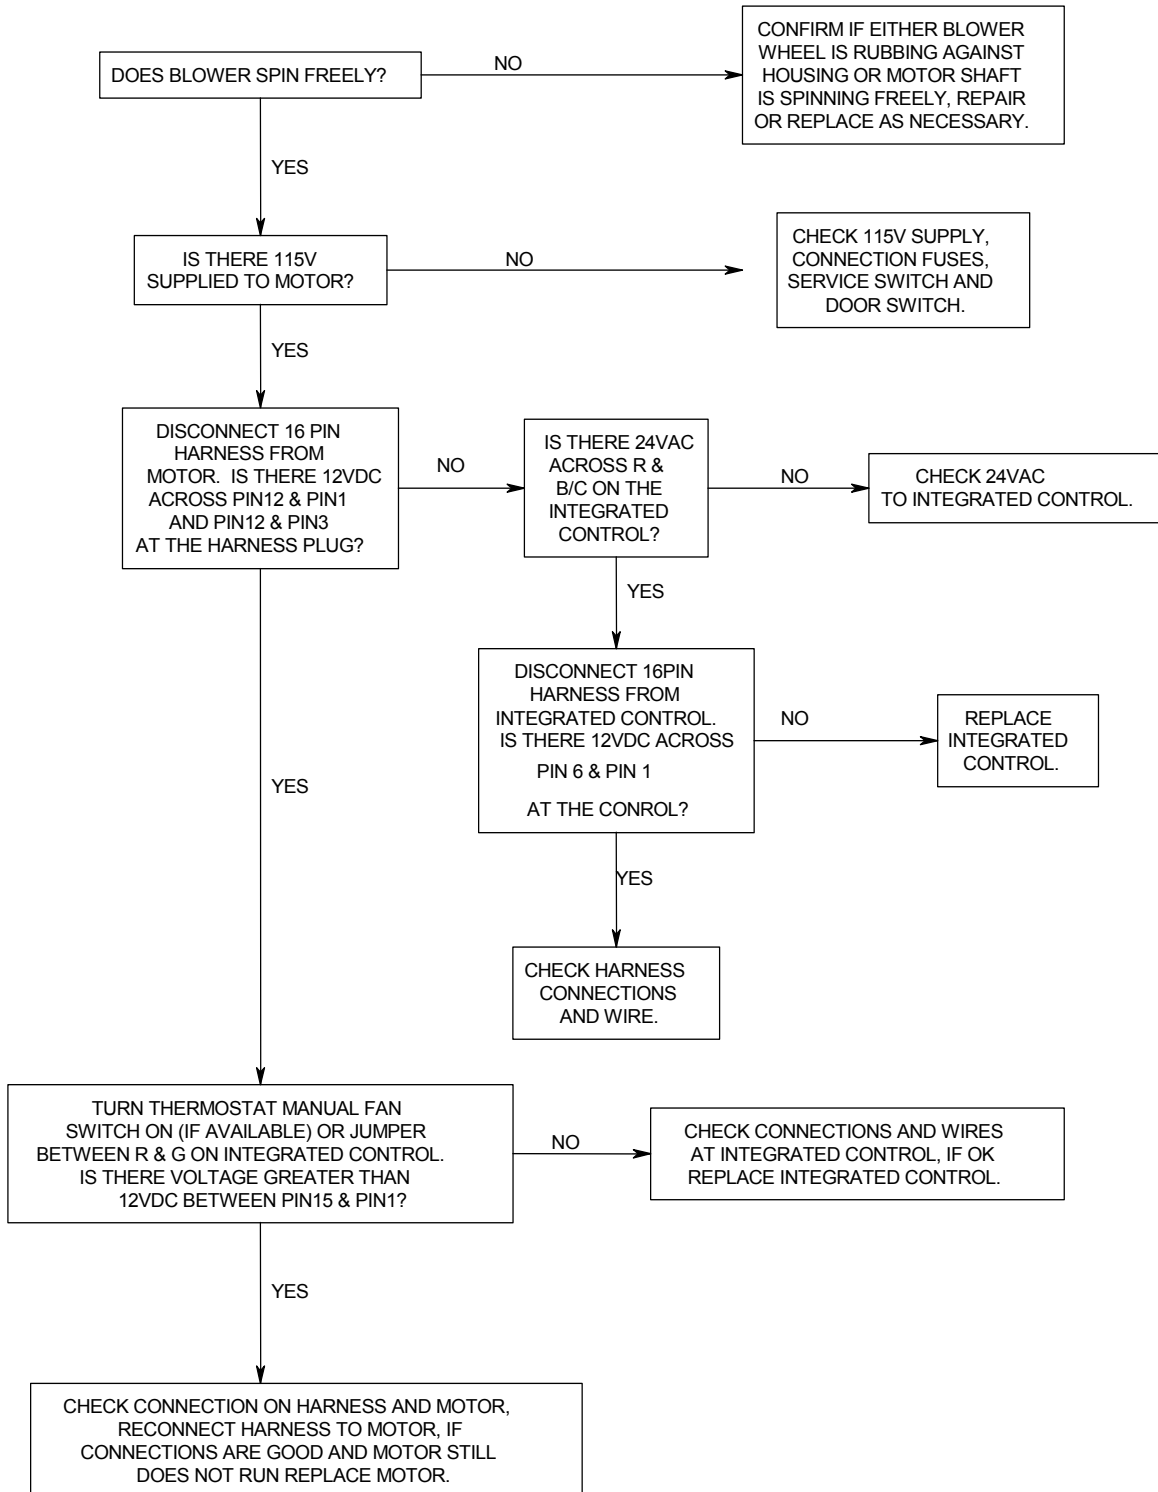 DOES BLOWER SPIN FREELY?
NO
CONFIRM IF EITHER BLOWER
WHEEL IS RUBBING AGAINST
HOUSING OR MOTOR SHAFT
IS SPINNING FREELY, REPAIR
OR REPLACE AS NECESSARY.
YES
IS THERE 115V
SUPPLIED TO MOTOR?
NO
CHECK 115V SUPPLY,
CONNECTION FUSES,
SERVICE SWITCH AND
DOOR SWITCH.
YES
DISCONNECT 16 PIN
HARNESS FROM
MOTOR. IS THERE 12VDC
ACROSS PIN12 & PIN1
AND PIN12 & PIN3
AT THE HARNESS PLUG?
NO
IS THERE 24VAC
ACROSS R &
B/C ON THE
INTEGRATED
CONTROL?
NO
CHECK 24VAC
TO INTEGRATED CONTROL.
YES
DISCONNECT 16PIN
HARNESS FROM
INTEGRATED CONTROL.
IS THERE 12VDC ACROSS
PIN 6 & PIN 1
AT THE CONROL?
NO
REPLACE
INTEGRATED
CONTROL.
YES
YES
CHECK HARNESS
CONNECTIONS
AND WIRE.
TURN THERMOSTAT MANUAL FAN
SWITCH ON (IF AVAILABLE) OR JUMPER
BETWEEN R & G ON INTEGRATED CONTROL.
IS THERE VOLTAGE GREATER THAN
12VDC BETWEEN PIN15 & PIN1?
NO
CHECK CONNECTIONS AND WIRES
AT INTEGRATED CONTROL, IF OK
REPLACE INTEGRATED CONTROL.
YES
CHECK CONNECTION ON HARNESS AND MOTOR,
RECONNECT HARNESS TO MOTOR, IF
CONNECTIONS ARE GOOD AND MOTOR STILL
DOES NOT RUN REPLACE MOTOR.